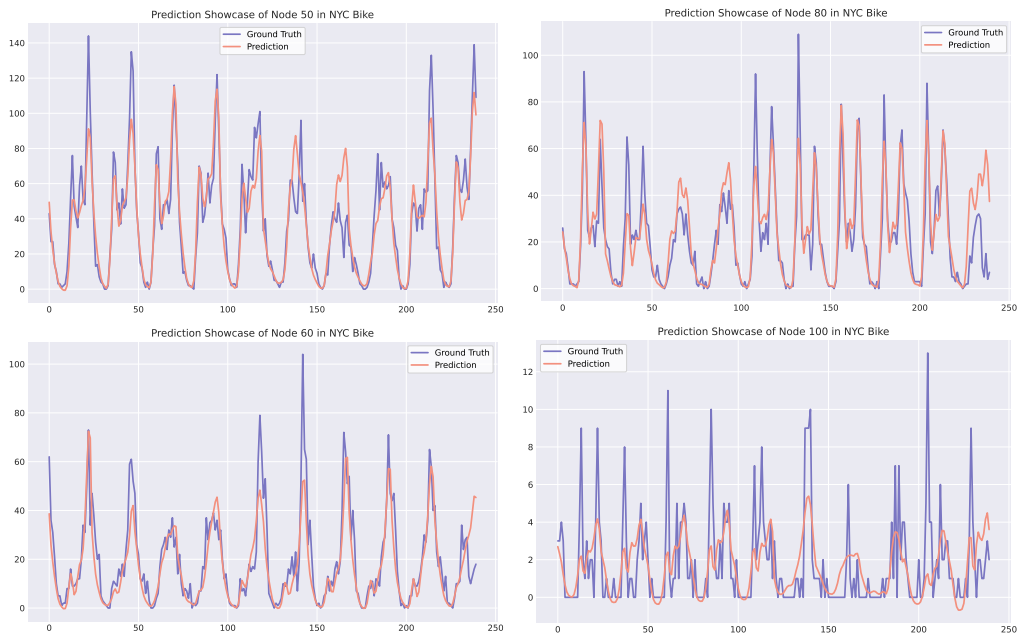 Prediction Showcase of Node 50 in NYC Bike
Ground Truth
Prediction
140
120
100
80
60
40
20
0
0 50 100 150 200 250
Prediction Showcase of Node 80 in NYC Bike
Ground Truth
Prediction
100
80
60
40
20
0
0 50 100 150 200 250
Prediction Showcase of Node 60 in NYC Bike
Ground Truth
Prediction
100
80
60
40
20
0
0 50 100 150 200 250
Prediction Showcase of Node 100 in NYC Bike
Ground Truth
Prediction
12
10
8
6
4
2
0
0 50 100 150 200 250